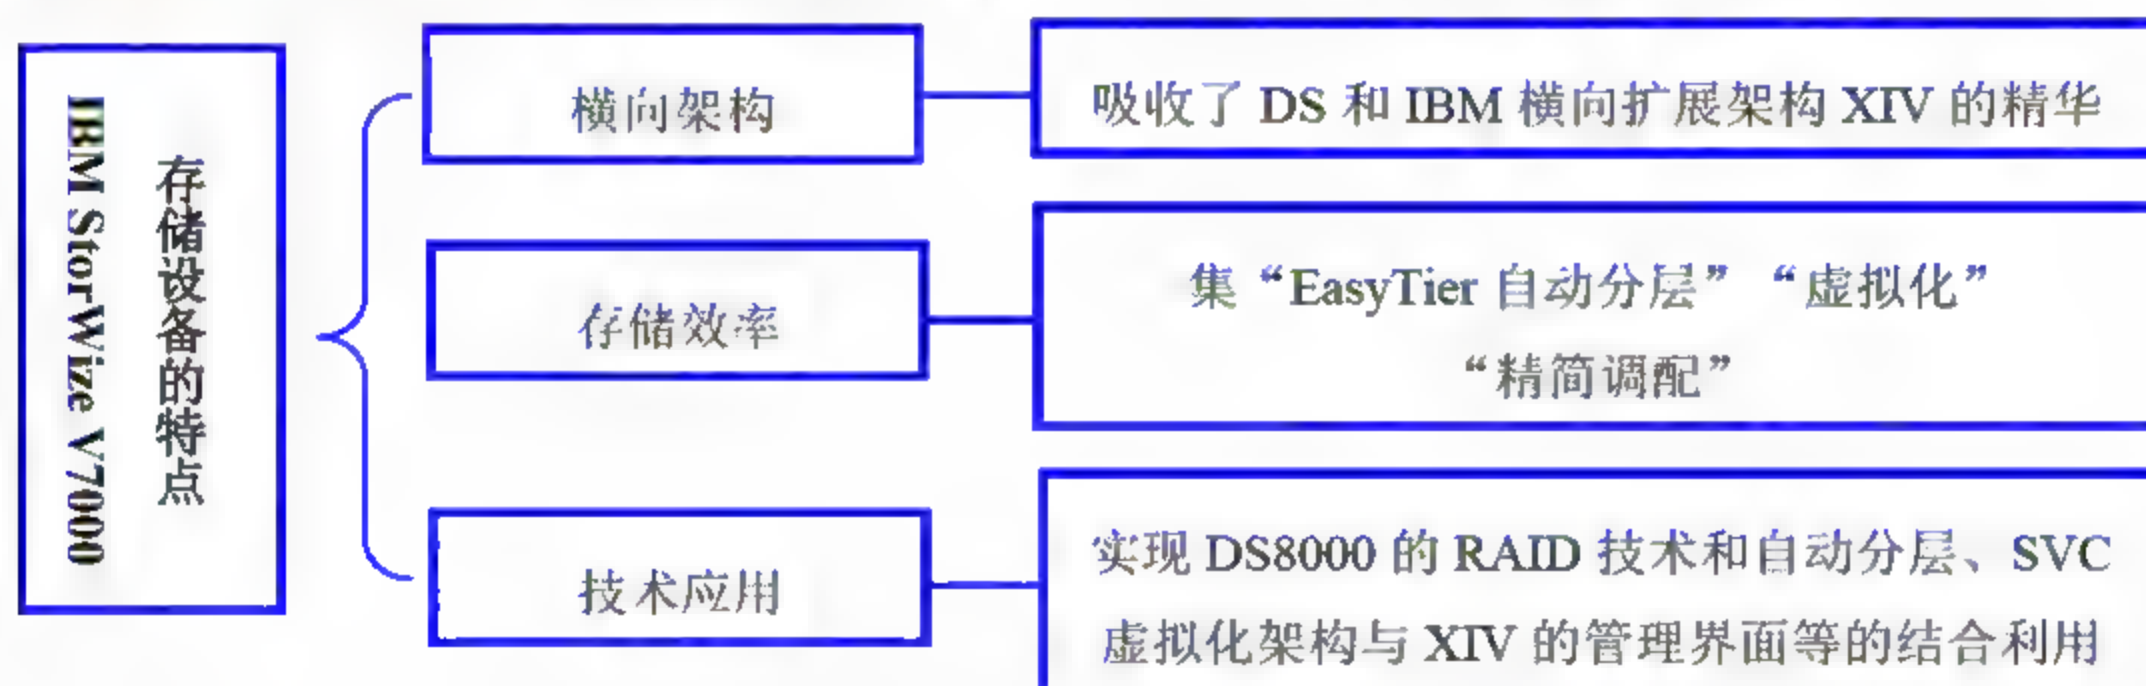 IBM StorWize V7000
存储设备的特点
横向架构
吸收了 DS 和 IBM 横向扩展架构 XIV 的精华
存储效率
集“EasyTier 自动分层”“虚拟化”
“精简调配”
技术应用
实现 DS8000 的 RAID 技术和自动分层、SVC
虚拟化架构与 XIV 的管理界面等的结合利用